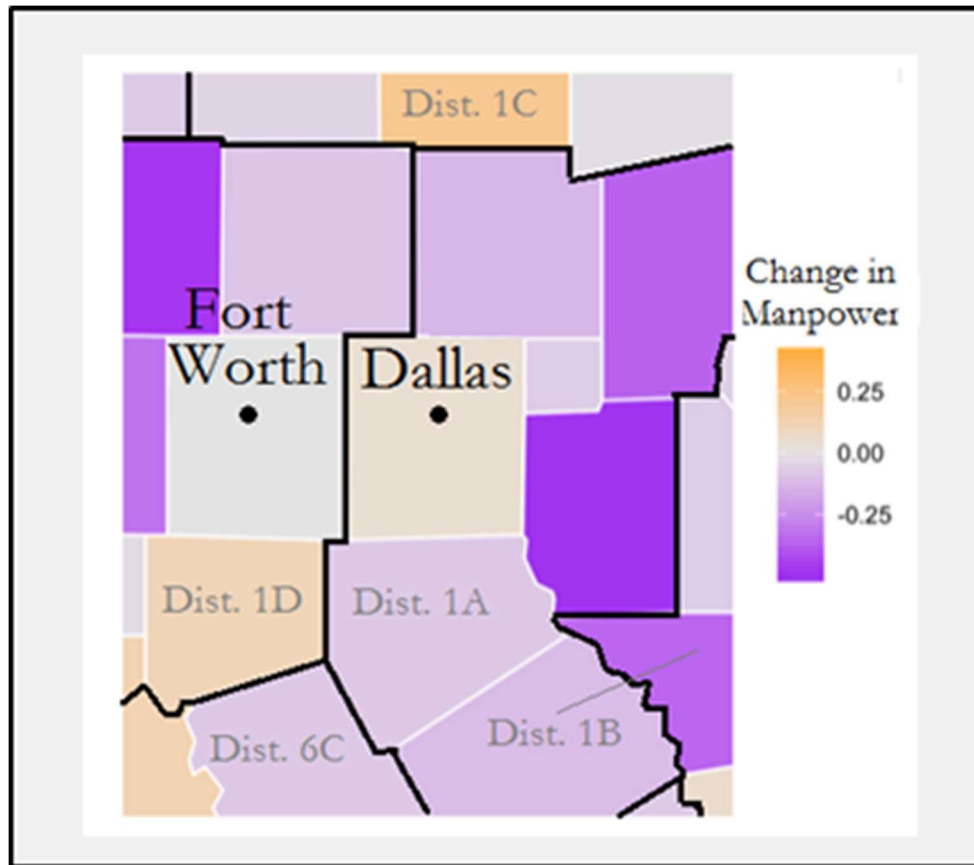 Dist. 1C
Change in
Manpower
0.25
0.00
-0.25
Fort
Worth
Dallas
Dist. 1D
Dist. 1A
Dist. 6C
Dist. 1B